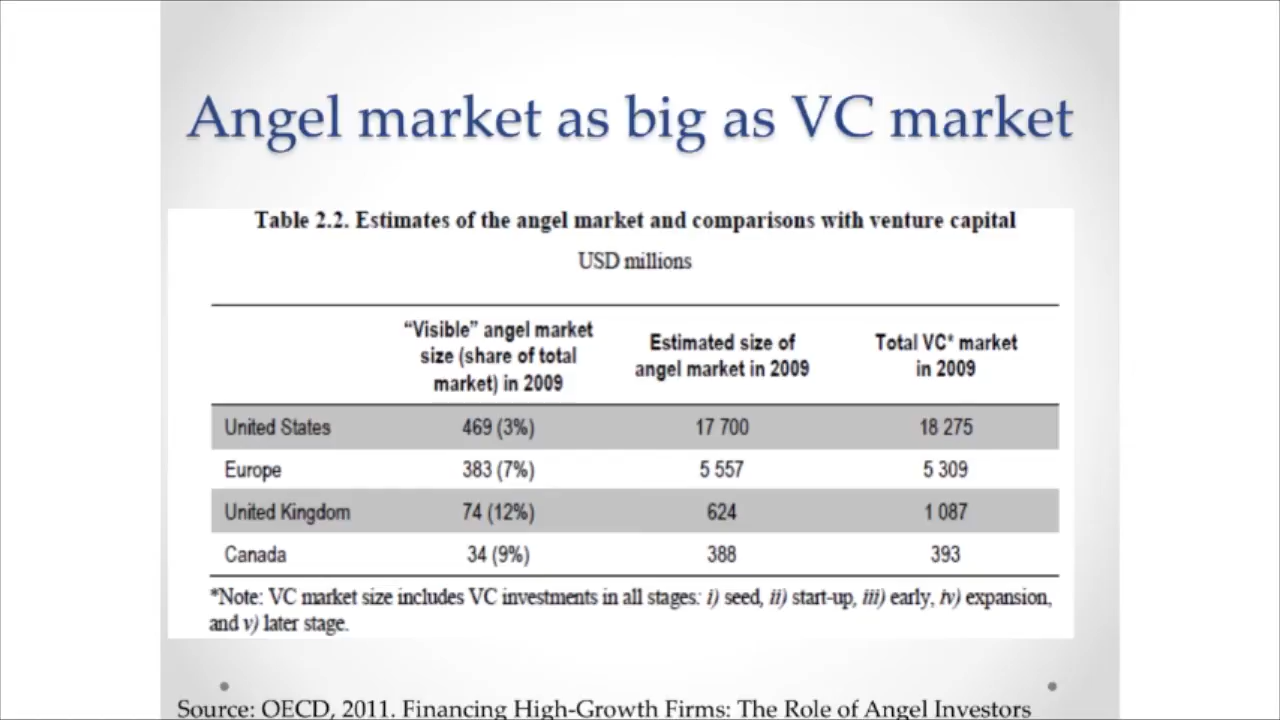 Angel market as big as VC market
Table 2.2. Estimates of the angel market and comparisons with venture capital
USD millions
“Visible” angel market size (share of total market) in 2009 Estimated size of angel market in 2009 Total VC* market in 2009
United States 469 (3%) 17 700 18 275
Europe 383 (7%) 5 557 5 309
United Kingdom 74 (12%) 624 1 087
Canada 34 (9%) 388 393
*Note: VC market size includes VC investments in all stages: i) seed, ii) start-up, iii) early, iv) expansion,
and v) later stage.
Source: OECD, 2011. Financing High-Growth Firms: The Role of Angel Investors